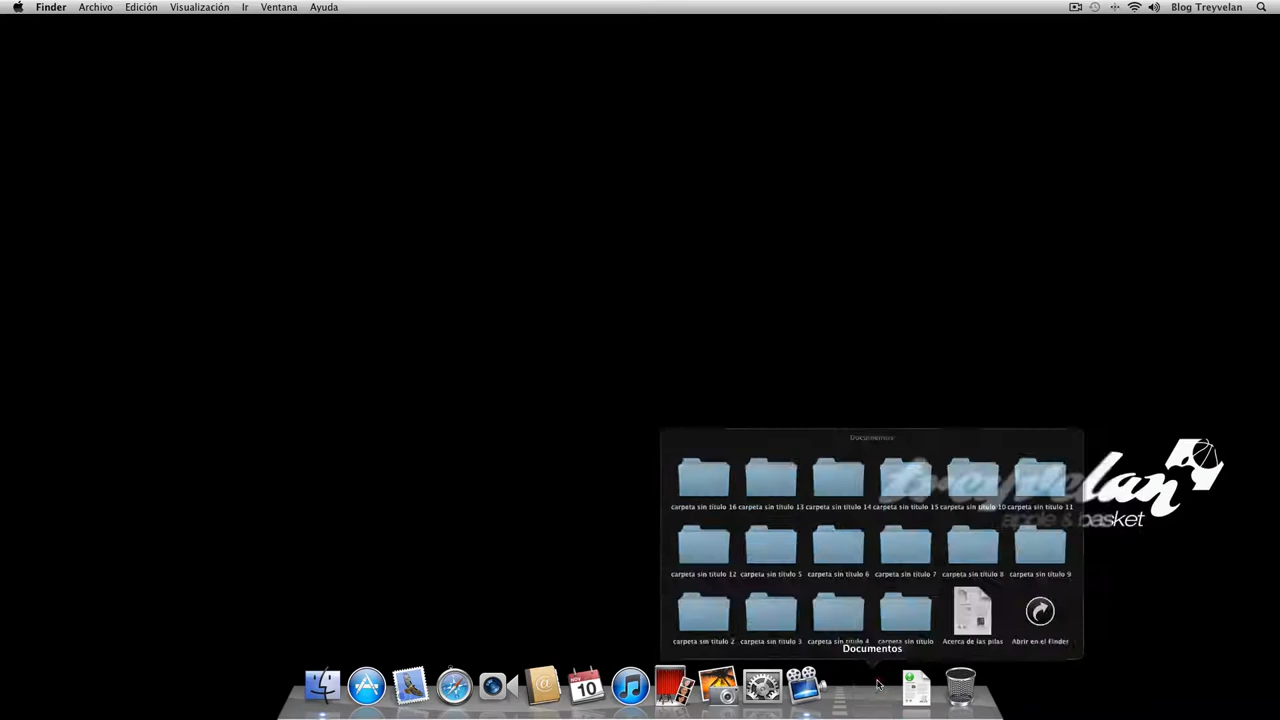 Finder Archivo Edición Visualización Ir Ventana Ayuda Blog Treyvelan
Documentos
treyvelan
apple & basket
carpeta sin título 16 carpeta sin título 13 carpeta sin título 14 carpeta sin título 15 carpeta sin título 10 carpeta sin título 11
carpeta sin título 12 carpeta sin título 5 carpeta sin título 6 carpeta sin título 7 carpeta sin título 8 carpeta sin título 9
carpeta sin título 2 carpeta sin título 3 carpeta sin título 4 carpeta sin título Acerca de las pilas Abrir en el Finder
Documentos
NOV
10